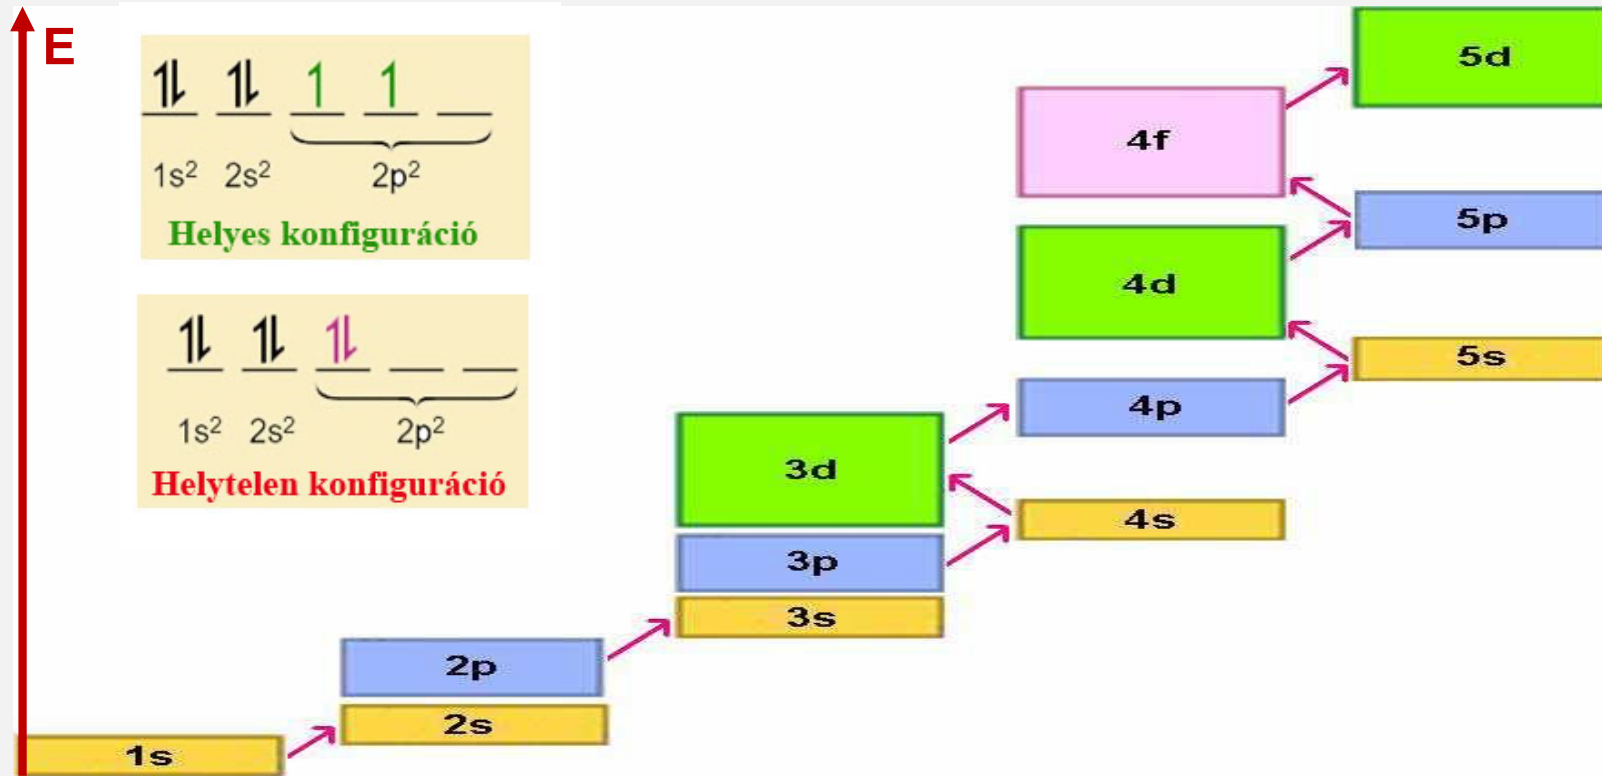 E
1s² 2s² 2p²
Helyes konfiguráció
1s² 2s² 2p²
Helytelen konfiguráció
5d
4f
5p
4d
5s
4p
3d
4s
3p
3s
2p
2s
1s